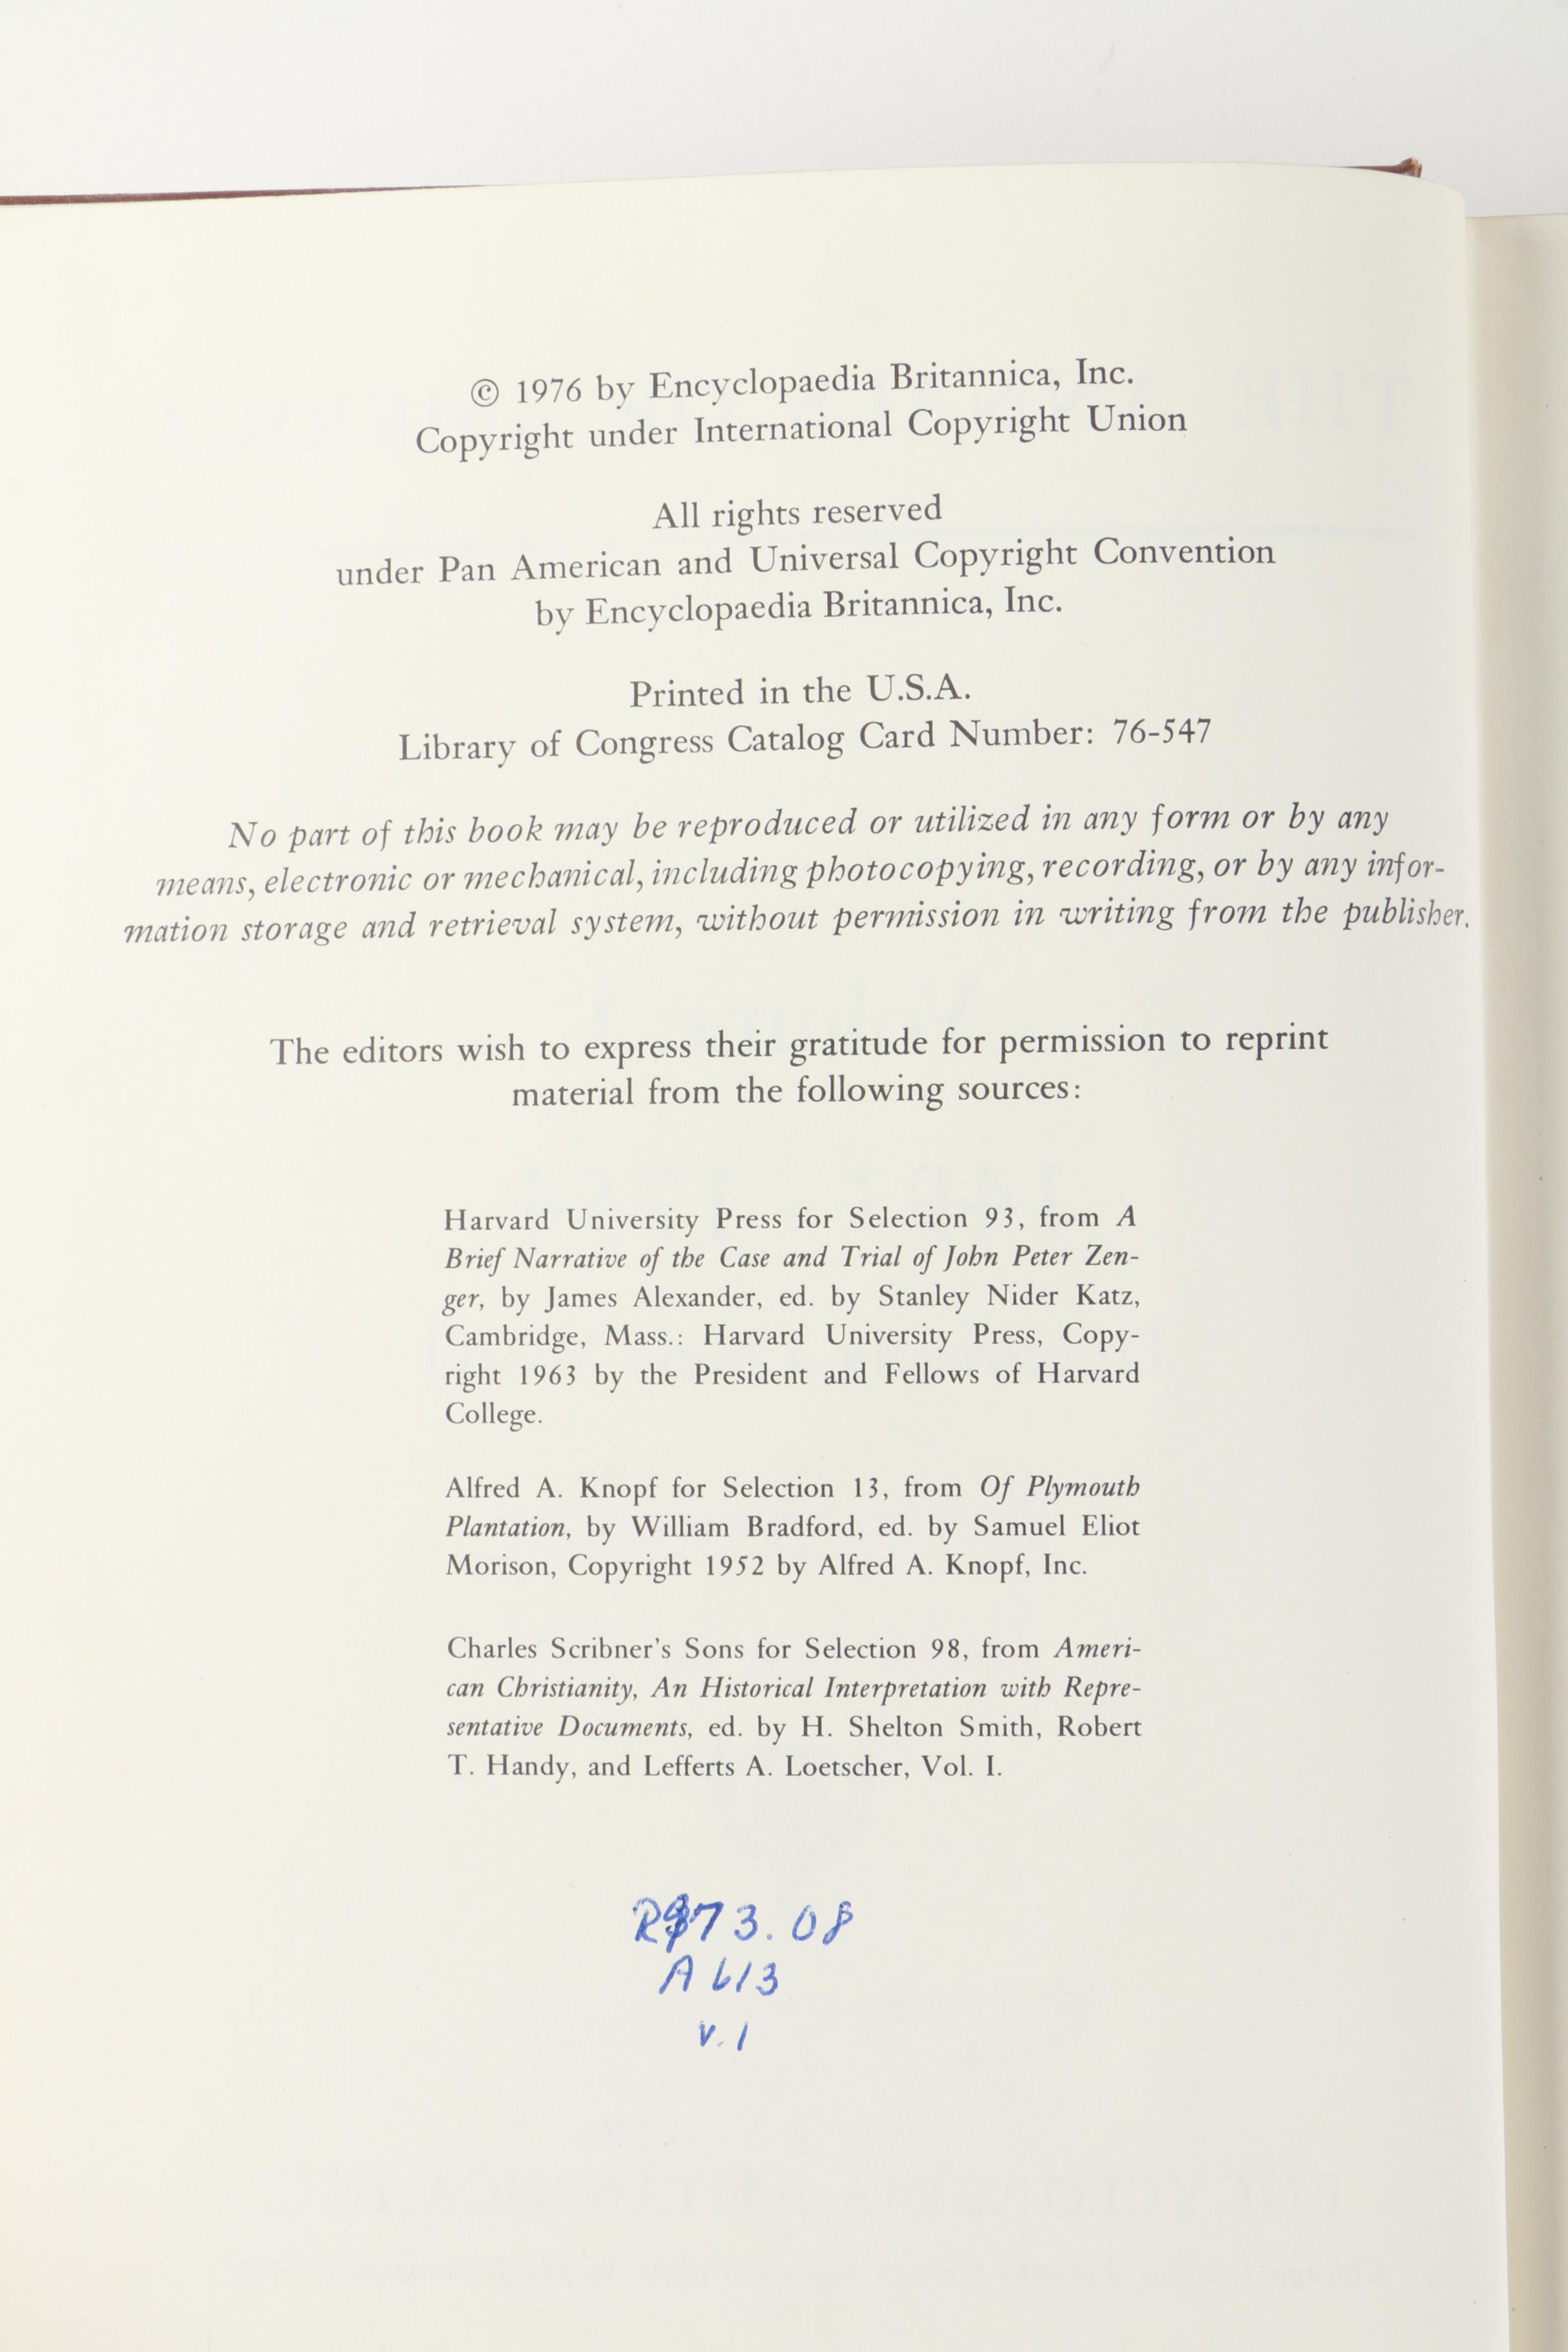 © 1976 by Encyclopaedia Britannica, Inc.
Copyright under International Copyright Union
All rights reserved
under Pan American and Universal Copyright Convention
by Encyclopaedia Britannica, Inc.
Printed in the U.S.A.
Library of Congress Catalog Card Number: 76-547
No part of this book may be reproduced or utilized in any form or by any
means, electronic or mechanical, including photocopying, recording, or by any infor-
mation storage and retrieval system, without permission in writing from the publisher.
The editors wish to express their gratitude for permission to reprint
material from the following sources:
Harvard University Press for Selection 93, from A
Brief Narrative of the Case and Trial of John Peter Zen-
ger, by James Alexander, ed. by Stanley Nider Katz,
Cambridge, Mass.: Harvard University Press, Copy-
right 1963 by the President and Fellows of Harvard
College.
Alfred A. Knopf for Selection 13, from Of Plymouth
Plantation, by William Bradford, ed. by Samuel Eliot
Morison, Copyright 1952 by Alfred A. Knopf, Inc.
Charles Scribner's Sons for Selection 98, from Ameri-
can Christianity, An Historical Interpretation with Repre-
sentative Documents, ed. by H. Shelton Smith, Robert
T. Handy, and Lefferts A. Loetscher, Vol. I.
R973.08
A613
v. 1